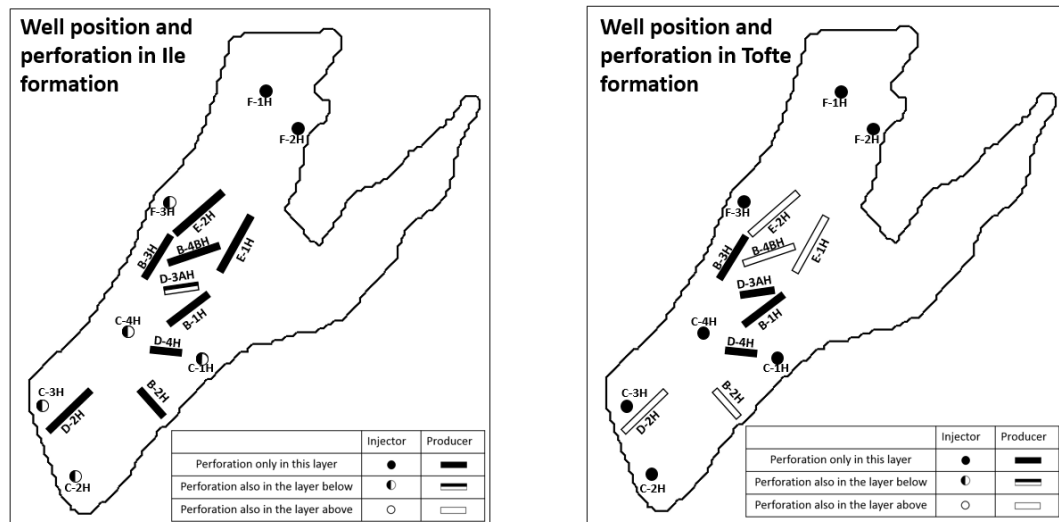 Well position and
perforation in Ile
formation
F-1H
F-2H
F-3H
E-2H
B-3H
B-4BH
E-1H
D-3AH
B-1H
C-4H
D-4H
C-1H
C-3H
D-2H
B-2H
C-2H
Injector Producer
Perforation only in this layer
Perforation also in the layer below
Perforation also in the layer above
Well position and
perforation in Tofte
formation
F-1H
F-2H
F-3H
E-2H
B-3H
B-4BH
E-1H
D-3AH
B-1H
C-4H
D-4H
C-1H
C-3H
D-2H
B-2H
C-2H
Injector Producer
Perforation only in this layer
Perforation also in the layer below
Perforation also in the layer above